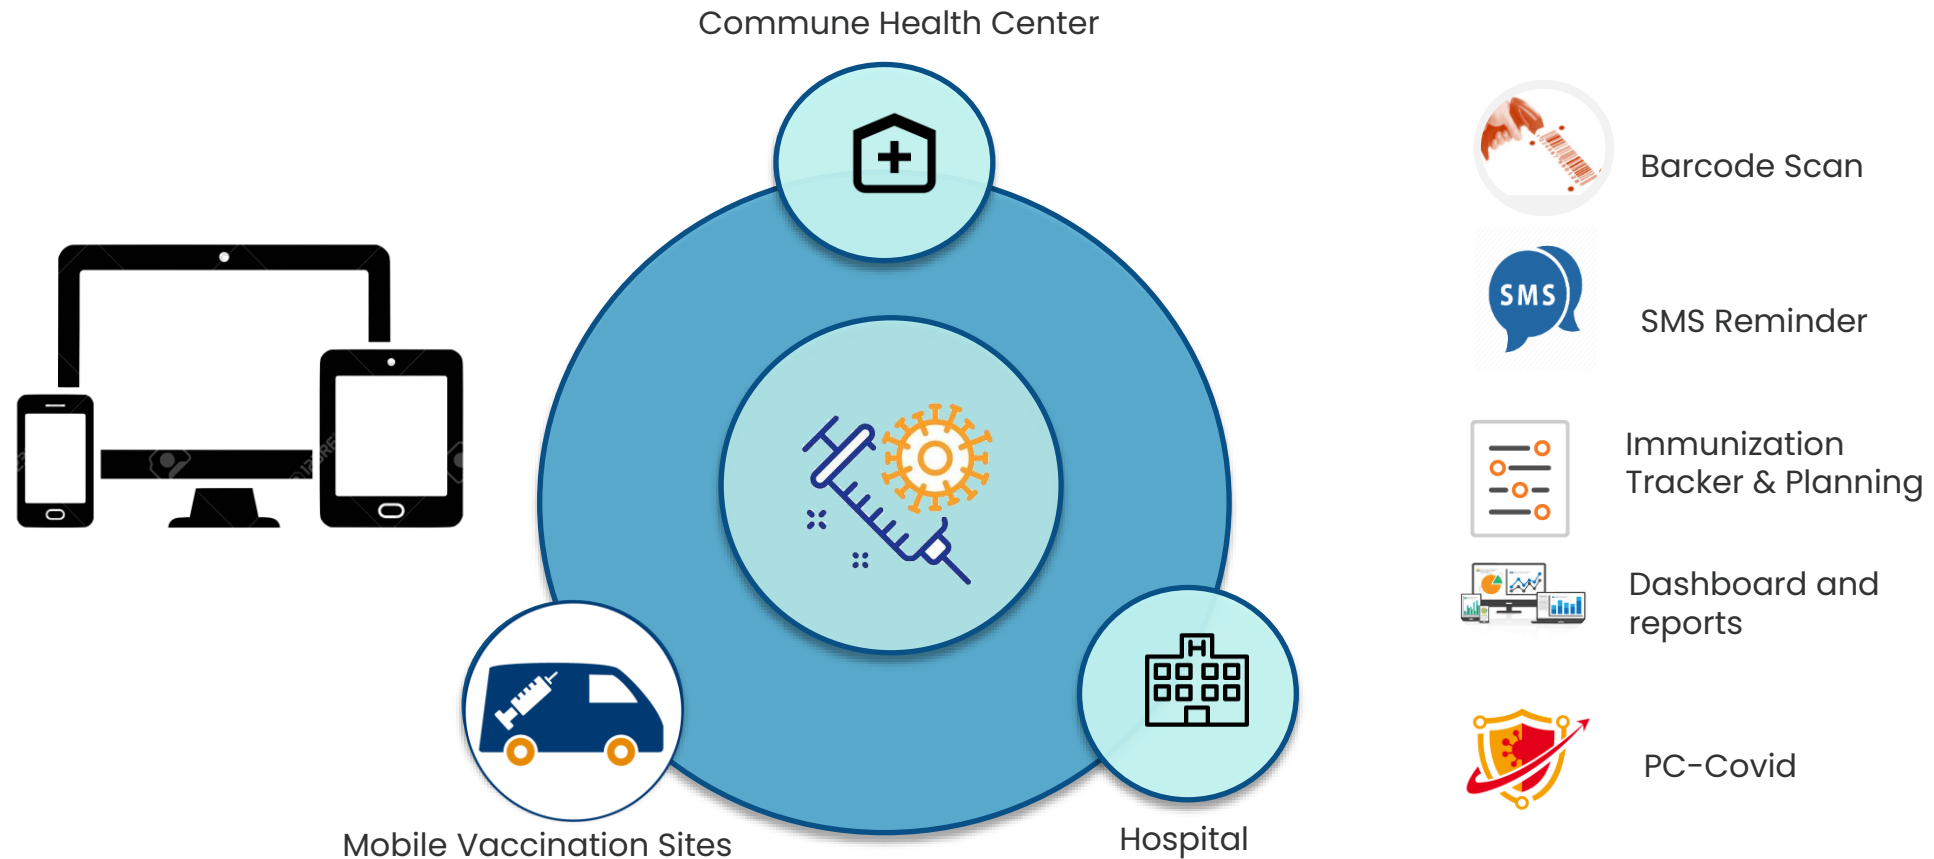 Commune Health Center
Barcode Scan
SMS
SMS Reminder
Immunization
Tracker & Planning
Dashboard and
reports
H
PC-Covid
Mobile Vaccination Sites
Hospital